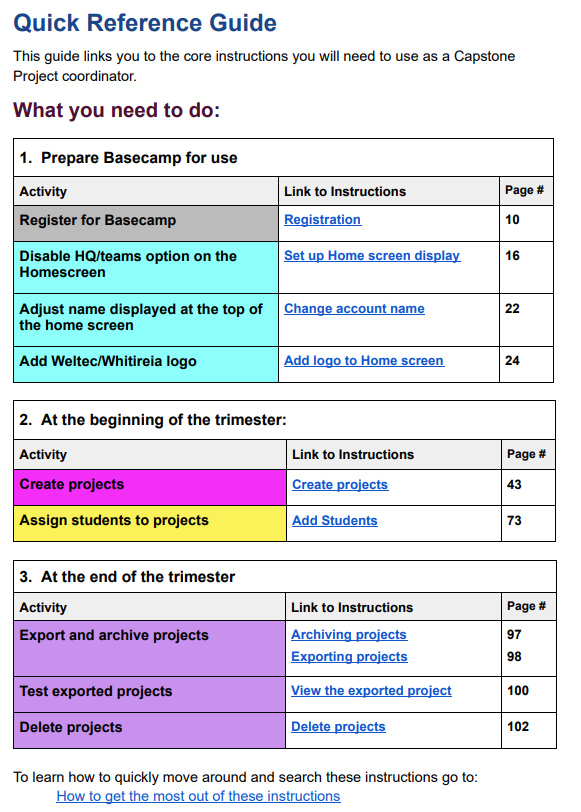 Quick Reference Guide
This guide links you to the core instructions you will need to use as a Capstone
Project coordinator.
What you need to do:
1. Prepare Basecamp for use
Activity Link to Instructions Page #
Register for Basecamp Registration 10
Disable HQ/teams option on the Set up Home screen display 16
Homescreen
Adjust name displayed at the top of Change account name 22
the home screen
Add Weltec/Whitireia logo Add logo to Home screen 24
2. At the beginning of the trimester:
Activity Link to Instructions Page #
Create projects Create projects 43
Assign students to projects Add Students 73
3. At the end of the trimester
Activity Link to Instructions Page #
Export and archive projects Archiving projects 97
Exporting projects 98
Test exported projects View the exported project 100
Delete projects Delete projects 102
To learn how to quickly move around and search these instructions go to:
How to get the most out of these instructions